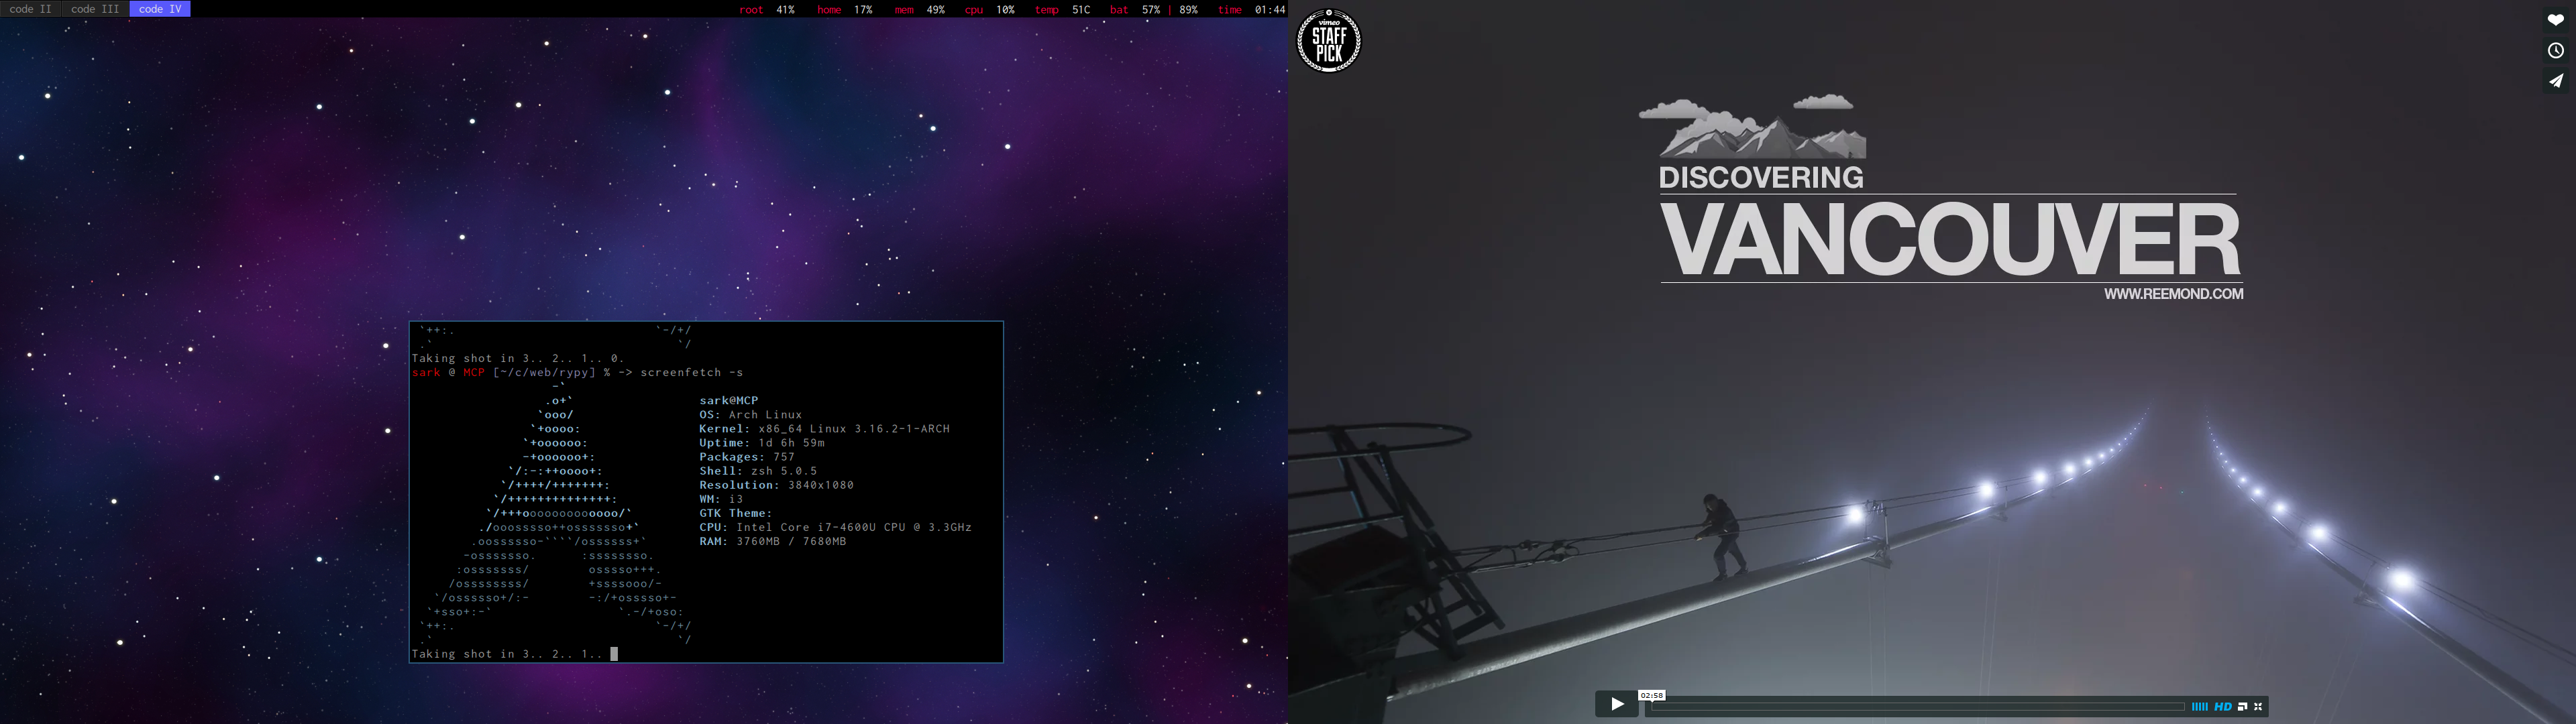 code II code III code IV
root 41% home 17% mem 49% cpu 10% temp 51C bat 57% | 89% time 01:44
`++:. `-/+/
.` `/
Taking shot in 3.. 2.. 1.. 0.
sark @ MCP [~/c/web/rypy] % -> screenfetch -s
-`
.o+` sark@MCP
`ooo/ OS: Arch Linux
`+oooo: Kernel: x86_64 Linux 3.16.2-1-ARCH
`+oooooo: Uptime: 1d 6h 59m
-+oooooo+: Packages: 757
`/:-:++oooo+: Shell: zsh 5.0.5
`/++++/+++++++: Resolution: 3840x1080
`/++++++++++++++: WM: i3
`/+++ooooooooooooo/` GTK Theme:
./ooosssso++osssssso+` CPU: Intel Core i7-4600U CPU @ 3.3GHz
.oossssso-````/ossssss+` RAM: 3760MB / 7680MB
-osssssso. :ssssssso.
:osssssss/ osssso+++.
/ossssssss/ +ssssooo/-
`/ossssso+/:- -:/+osssso+-
`+sso+:-` `.-/+oso:
`++:. `-/+/
.` `/
Taking shot in 3.. 2.. 1..
vimeo
STAFF
PICK
DISCOVERING
VANCOUVER
WWW.REEMOND.COM
02:58
HD